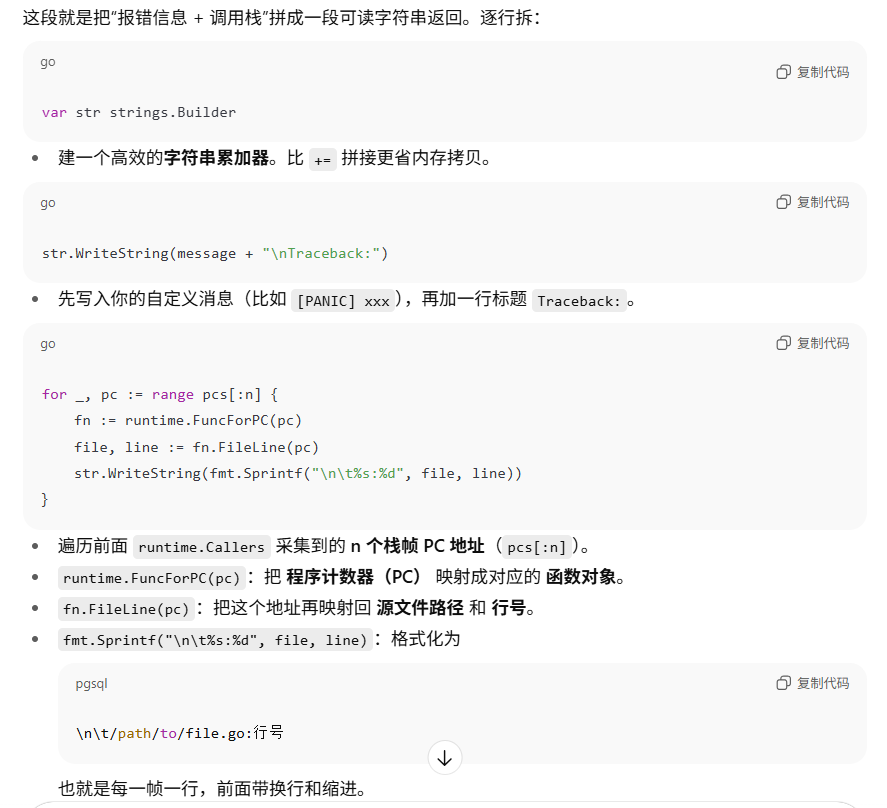 这段就是把“报错信息 + 调用栈”拼成一段可读字符串返回。逐行拆：
go
复制代码
var str strings.Builder
• 建一个高效的字符串累加器。比 += 拼接更省内存拷贝。
go
复制代码
str.WriteString(message + "\nTraceback:")
• 先写入你的自定义消息（比如 [PANIC] xxx），再加一行标题 Traceback:。
go
复制代码
for _, pc := range pcs[:n] {
    fn := runtime.FuncForPC(pc)
    file, line := fn.FileLine(pc)
    str.WriteString(fmt.Sprintf("\n\t%s:%d", file, line))
}
• 遍历前面 runtime.Callers 采集到的 n 个栈帧 PC 地址（pcs[:n]）。
• runtime.FuncForPC(pc)：把 程序计数器（PC） 映射成对应的 函数对象。
• fn.FileLine(pc)：把这个地址再映射回 源文件路径 和 行号。
• fmt.Sprintf("\n\t%s:%d", file, line)：格式化为
pgsql
复制代码
\n\t/path/to/file.go:行号
也就是每一帧一行，前面带换行和缩进。